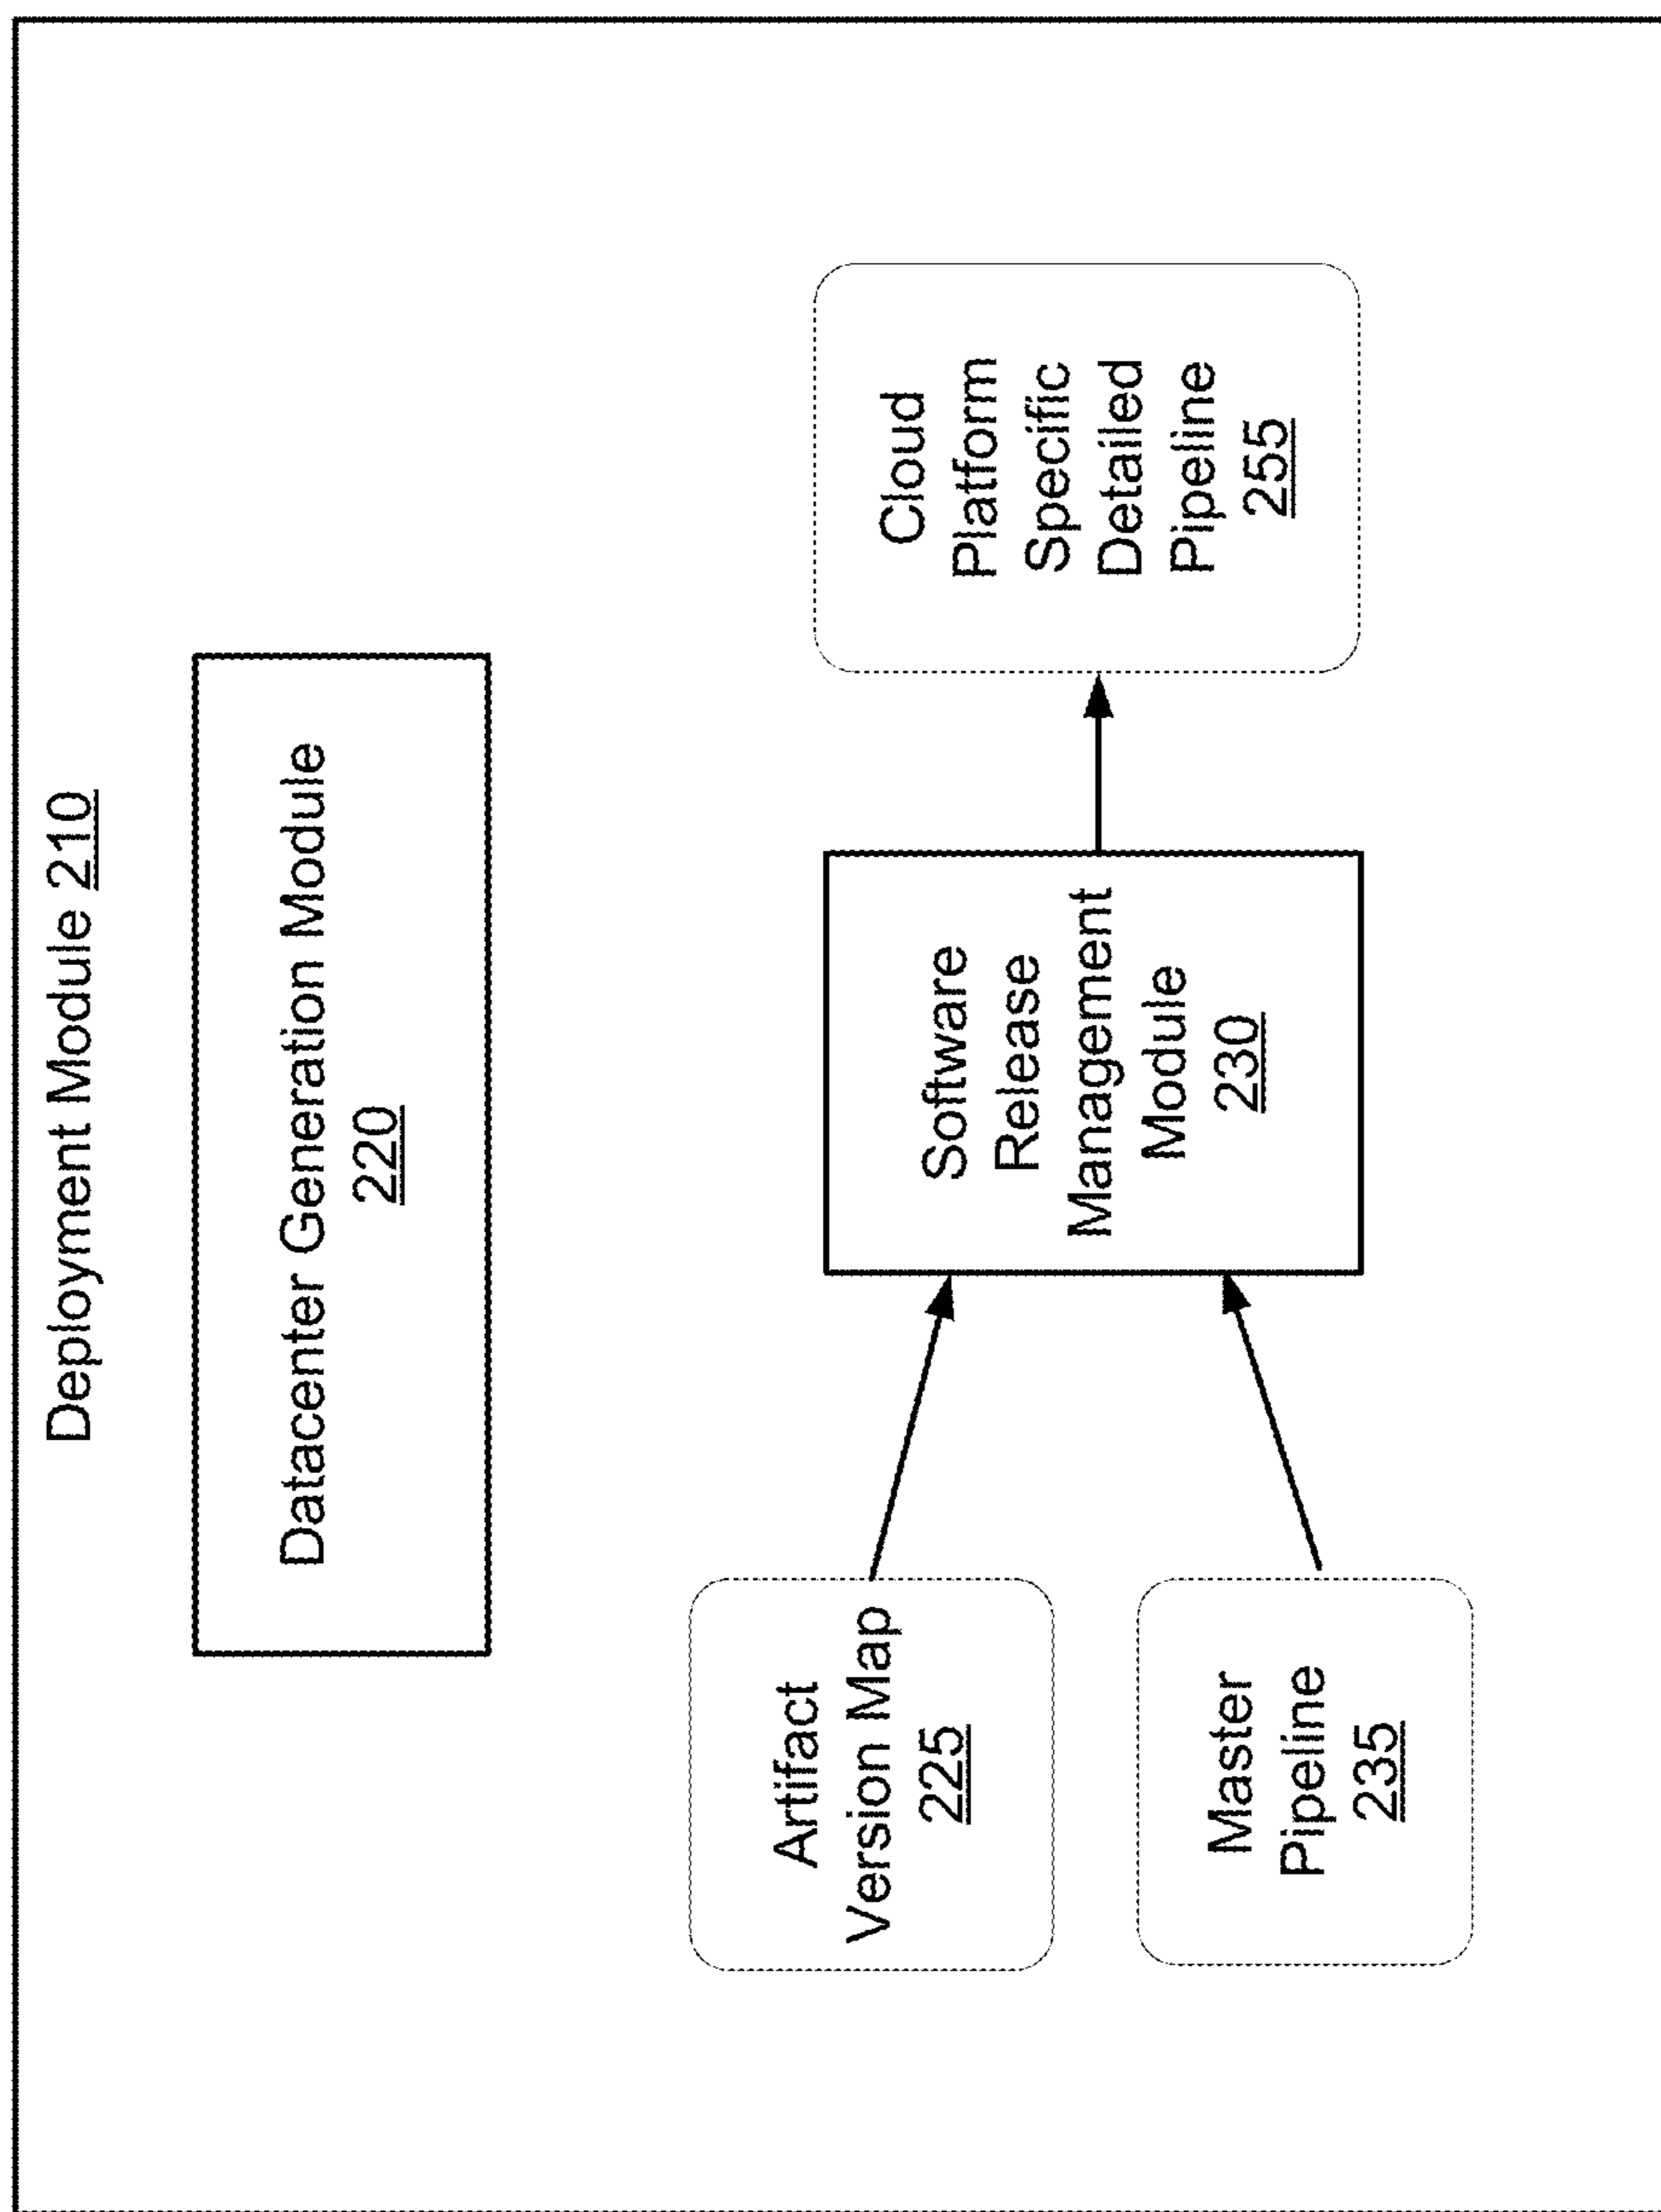 Deployment Module 210
Datacenter Generation Module
220
Artifact
Version Map
225
Master
Pipeline
235
Software
Release
Management
Module
230
Cloud
Platform
Specific
Detailed
Pipeline
255